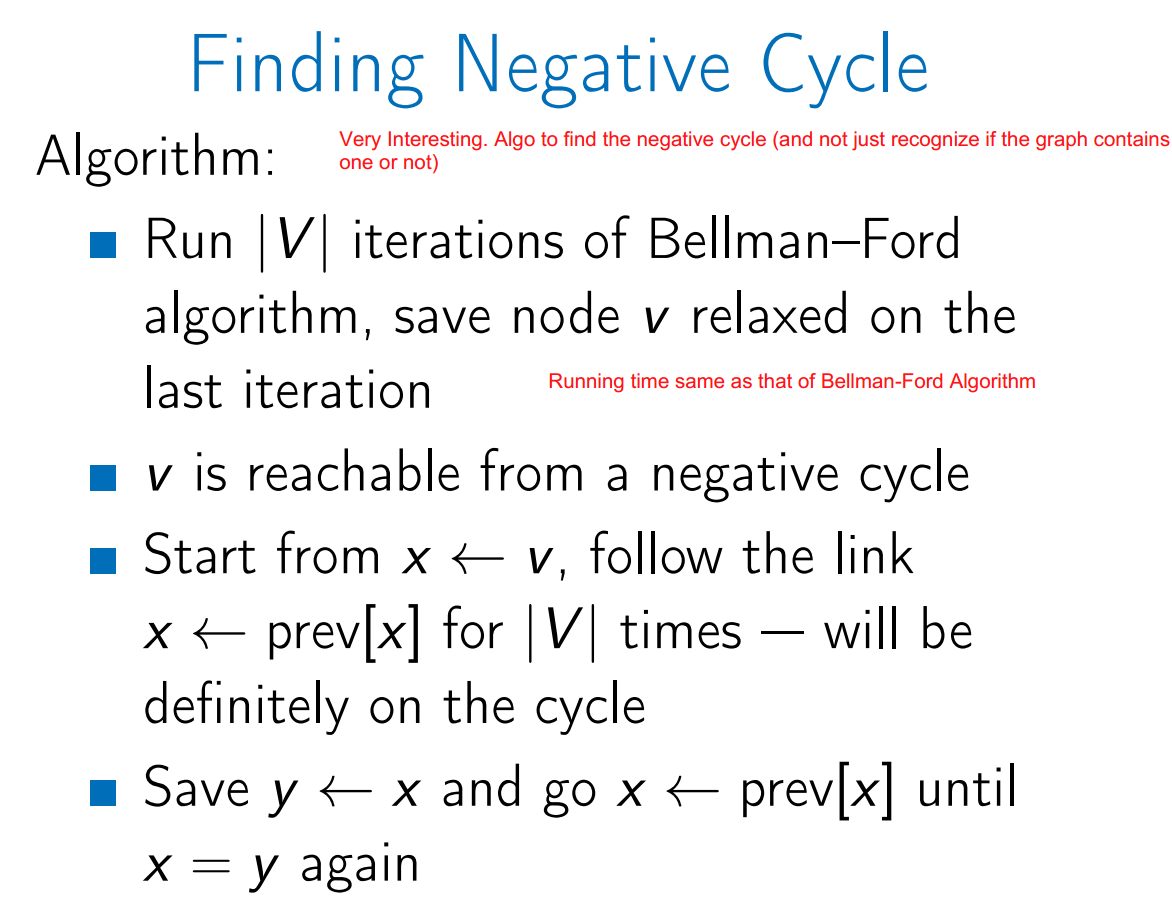 Finding Negative Cycle
Algorithm:
Very Interesting. Algo to find the negative cycle (and not just recognize if the graph contains
one or not)
■ Run |V| iterations of Bellman–Ford
algorithm, save node v relaxed on the
last iteration
Running time same as that of Bellman-Ford Algorithm
■ v is reachable from a negative cycle
■ Start from x ← v, follow the link
x ← prev[x] for |V| times — will be
definitely on the cycle
■ Save y ← x and go x ← prev[x] until
x = y again